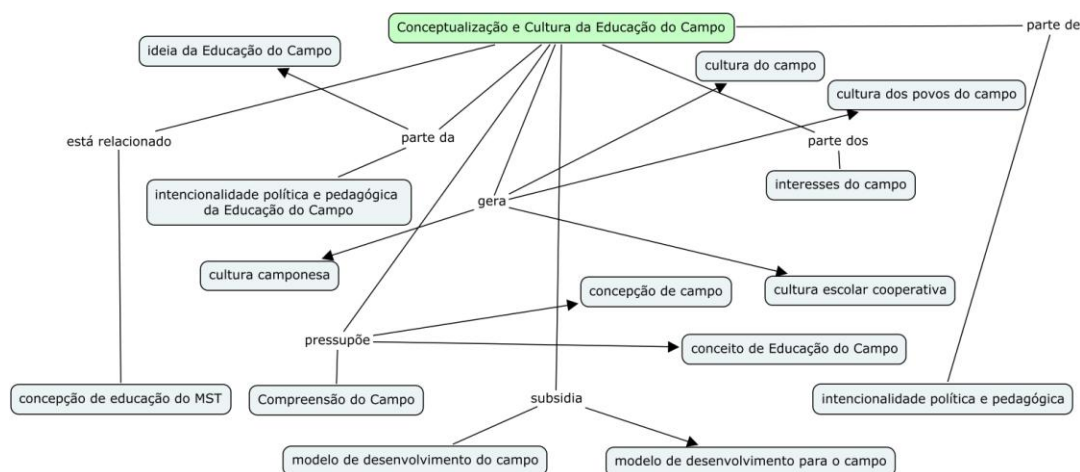 Conceptualização e Cultura da Educação do Campo
parte de
ideia da Educação do Campo
cultura do campo
cultura dos povos do campo
está relacionado
parte da
parte dos
intencionalidade política e pedagógica
da Educação do Campo
gera
interesses do campo
cultura camponesa
concepção de campo
cultura escolar cooperativa
pressupõe
conceito de Educação do Campo
concepção de educação do MST
Compreensão do Campo
subsidia
intencionalidade política e pedagógica
modelo de desenvolvimento do campo
modelo de desenvolvimento para o campo